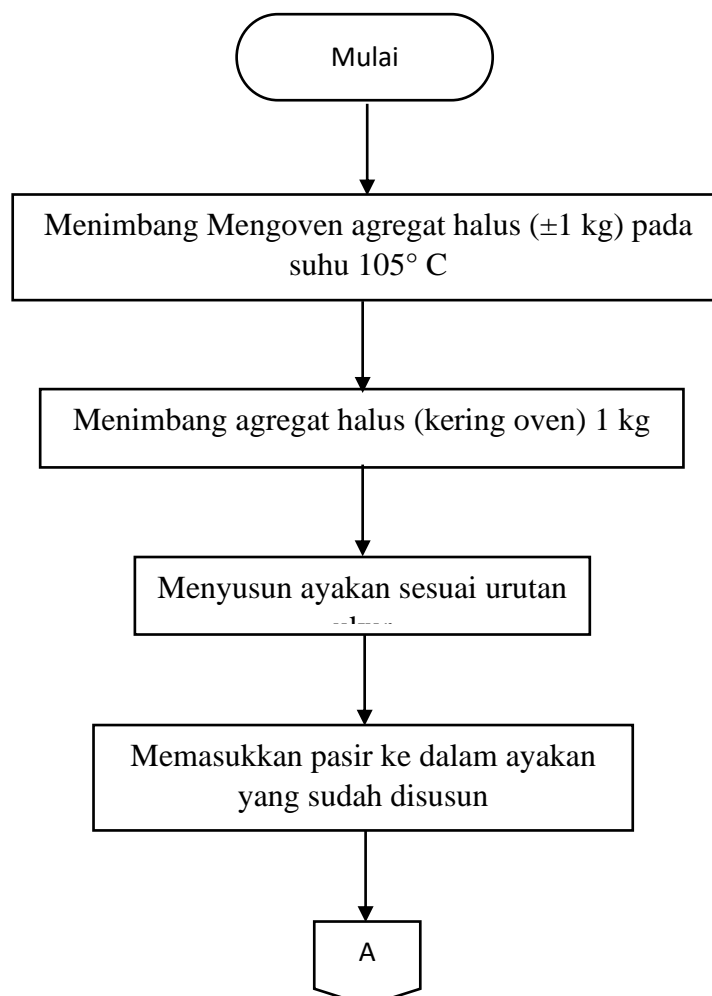 Mulai
Menimbang Mengoven agregat halus (±1 kg) pada
suhu 105° C
Menimbang agregat halus (kering oven) 1 kg
Menyusun ayakan sesuai urutan
Memasukkan pasir ke dalam ayakan
yang sudah disusun
A